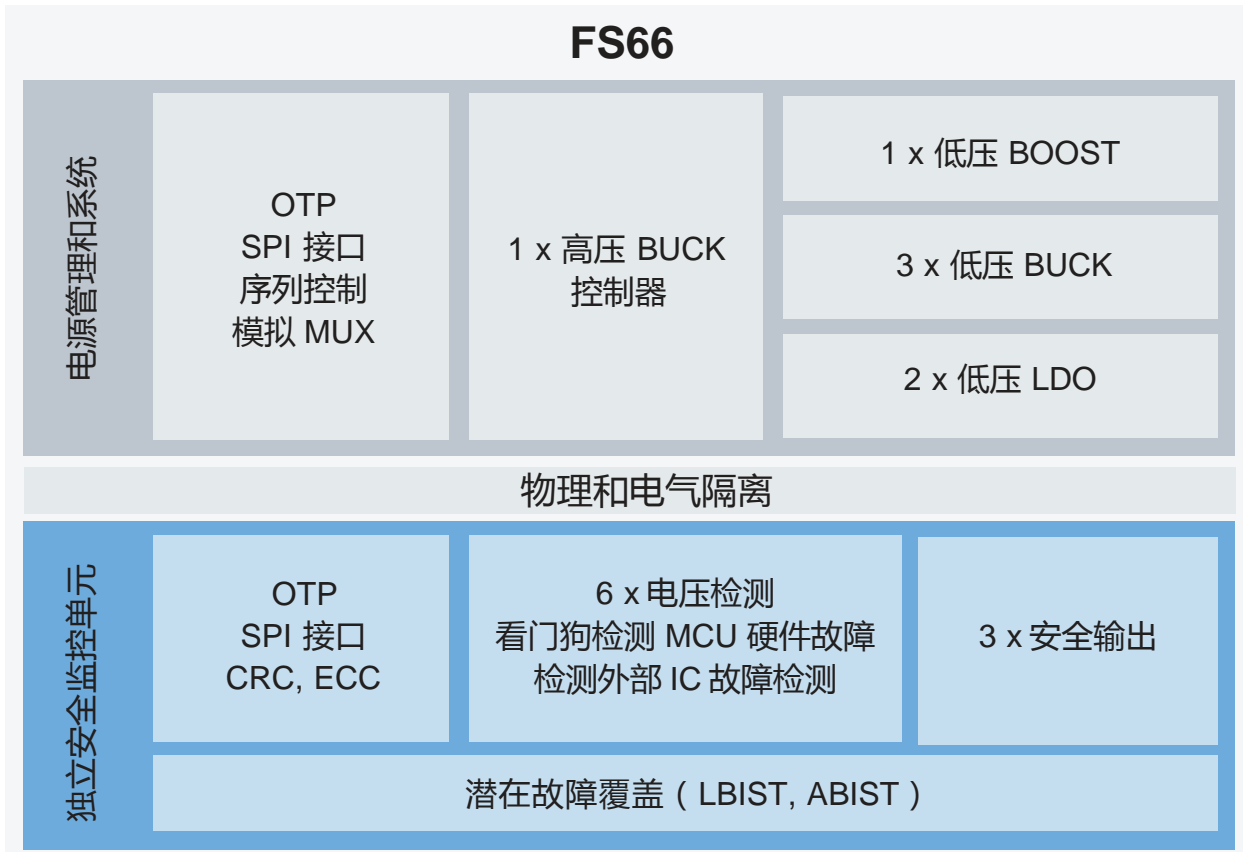 FS66
电源管理和系统
OTP
SPI 接口
序列控制
模拟 MUX
1 x 高压 BUCK
控制器
1 x 低压 BOOST
3 x 低压 BUCK
2 x 低压 LDO
物理和电气隔离
独立安全监控单元
OTP
SPI 接口
CRC, ECC
6 x 电压检测
看门狗检测 MCU 硬件故障
检测外部 IC 故障检测
3 x 安全输出
潜在故障覆盖（LBIST, ABIST）